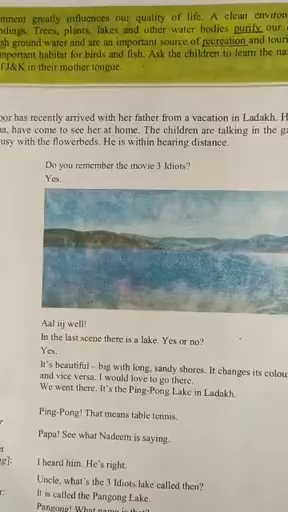 nment greatly influences our quality of life. A clean environ
ndings. Trees, plants, lakes and other water bodies purify our
sh ground water and are an important source of recreation and touri
mportant habitat for birds and fish. Ask the children to learn the na
f J&K in their mother tongue.
oor has recently arrived with her father from a vacation in Ladakh. H
na, have come to see her at home. The children are talking in the ga
usy with the flowerbeds. He is within hearing distance.
Do you remember the movie 3 Idiots?
Yes.
Aal iij well!
In the last scene there is a lake. Yes or no?
Yes.
It's beautiful – big with long, sandy shores. It changes its colou
and vice versa. I would love to go there.
We went there. It's the Ping-Pong Lake in Ladakh.
Ping-Pong! That means table tennis.
Papa! See what Nadeem is saying.
g]: I heard him. He's right.
Uncle, what's the 3 Idiots lake called then?
r: It is called the Pangong Lake.
Pangong! What name is that?